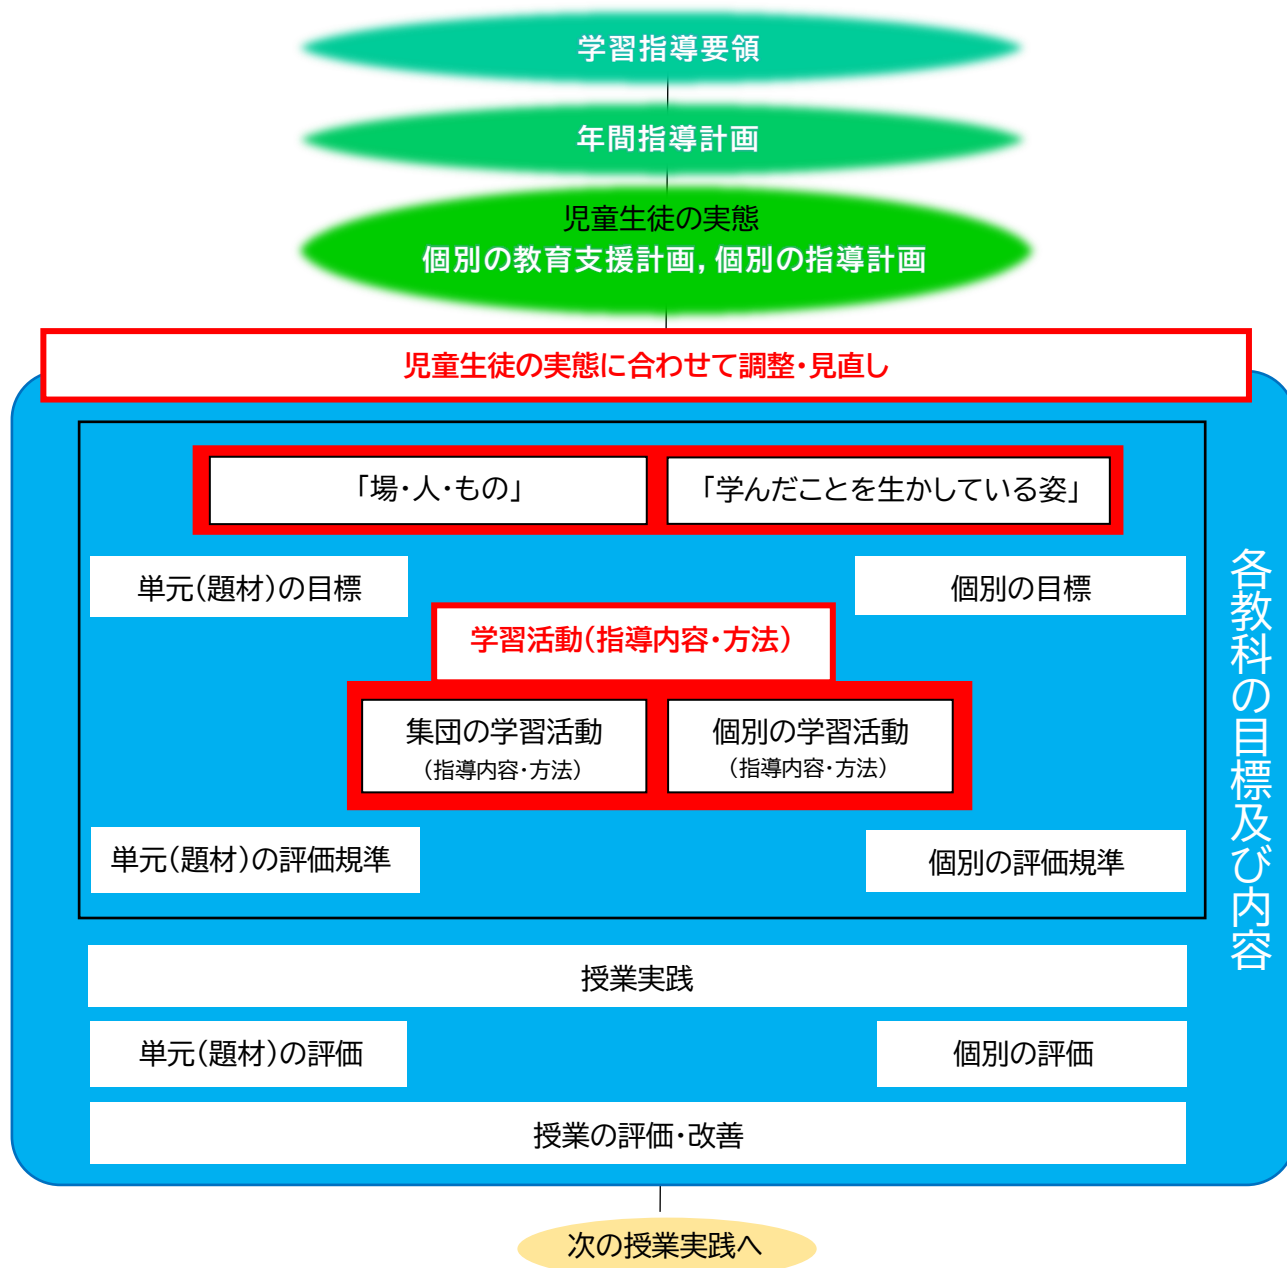 学習指導要領
年間指導計画
児童生徒の実態
個別の教育支援計画，個別の指導計画
児童生徒の実態に合わせて調整・見直し
「場・人・もの」
「学んだことを生かしている姿」
単元（題材）の目標
個別の目標
学習活動（指導内容・方法）
集団の学習活動
（指導内容・方法）
個別の学習活動
（指導内容・方法）
単元（題材）の評価規準
個別の評価規準
各教科の目標及び内容
授業実践
単元（題材）の評価
個別の評価
授業の評価・改善
次の授業実践へ